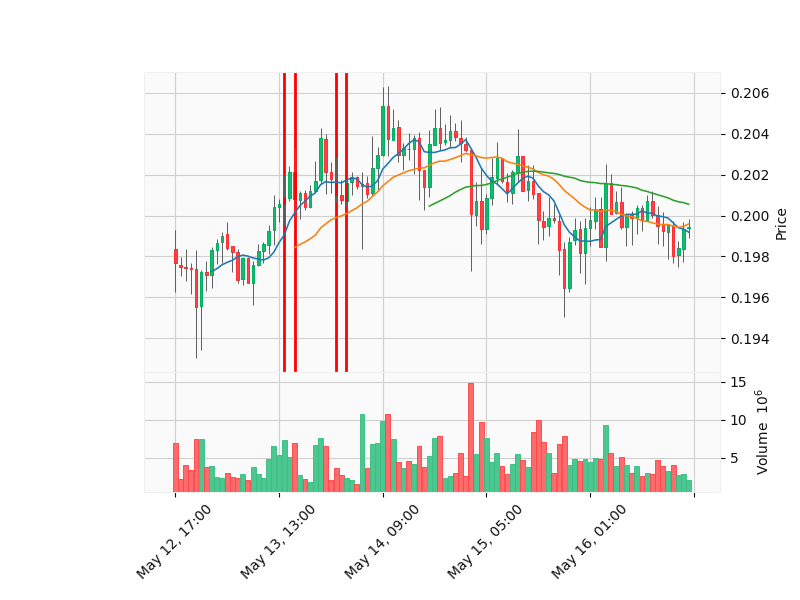 0.206
0.204
0.202
0.200
0.198
0.196
0.194
Price
15
10
5
Volume 10^6
May 12, 17:00
May 13, 13:00
May 14, 09:00
May 15, 05:00
May 16, 01:00